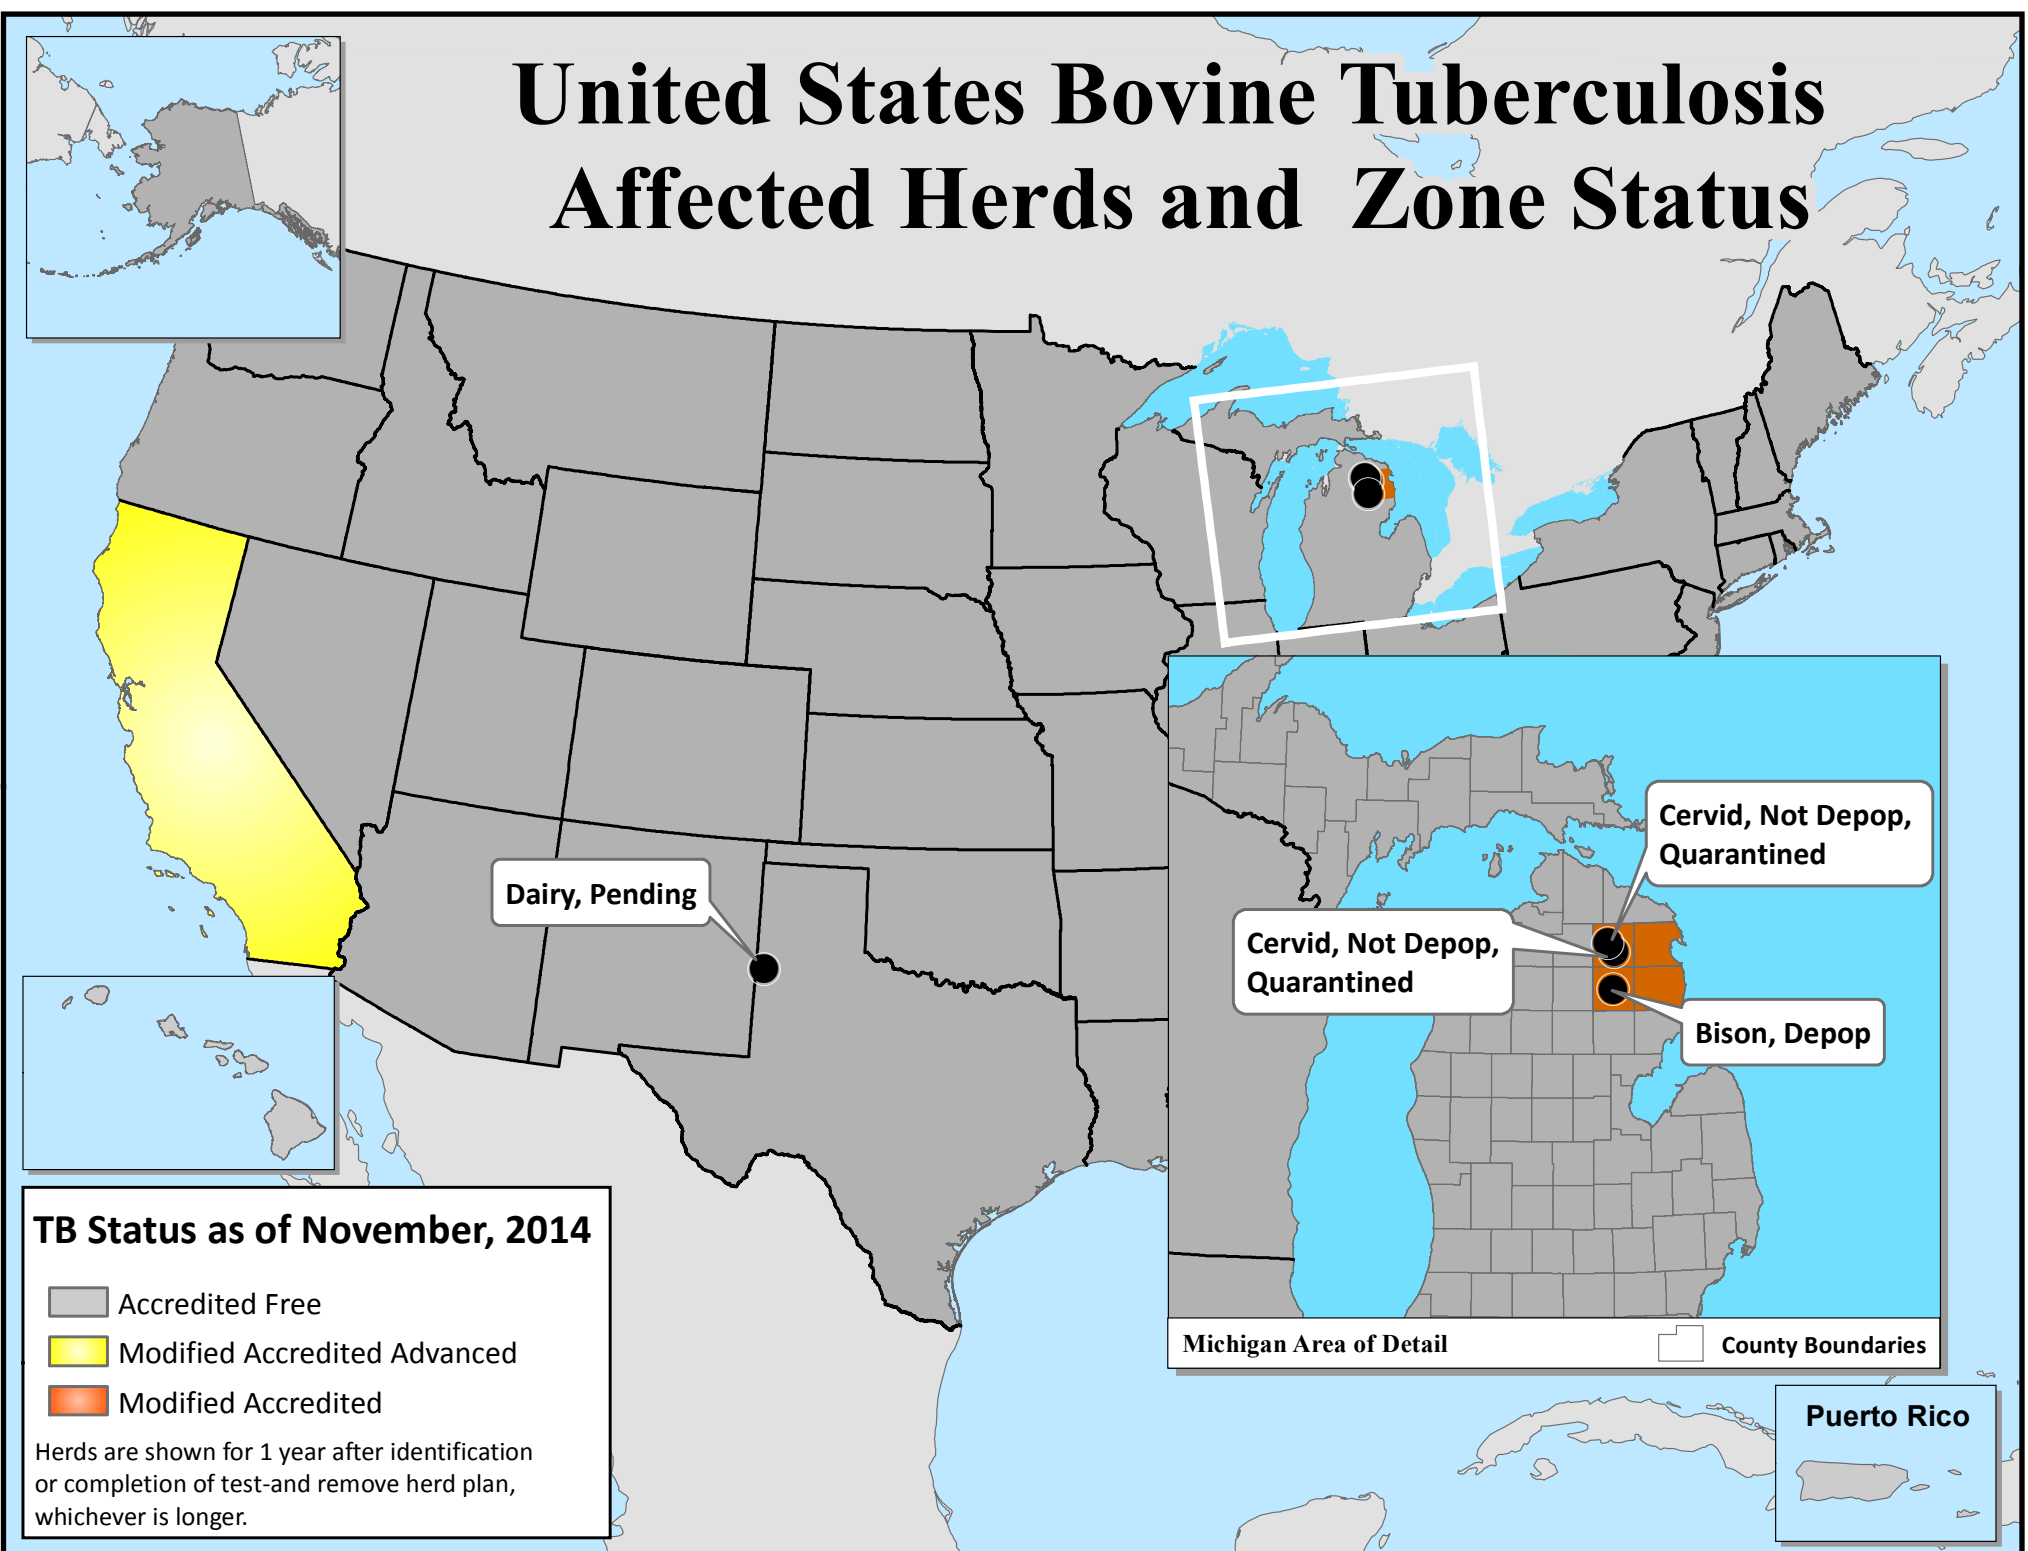 United States Bovine Tuberculosis
Affected Herds and Zone Status
Dairy, Pending
Cervid, Not Depop,
Quarantined
Cervid, Not Depop,
Quarantined
Bison, Depop
Michigan Area of Detail
County Boundaries
TB Status as of November, 2014
Accredited Free
Modified Accredited Advanced
Modified Accredited
Herds are shown for 1 year after identification
or completion of test-and remove herd plan,
whichever is longer.
Puerto Rico